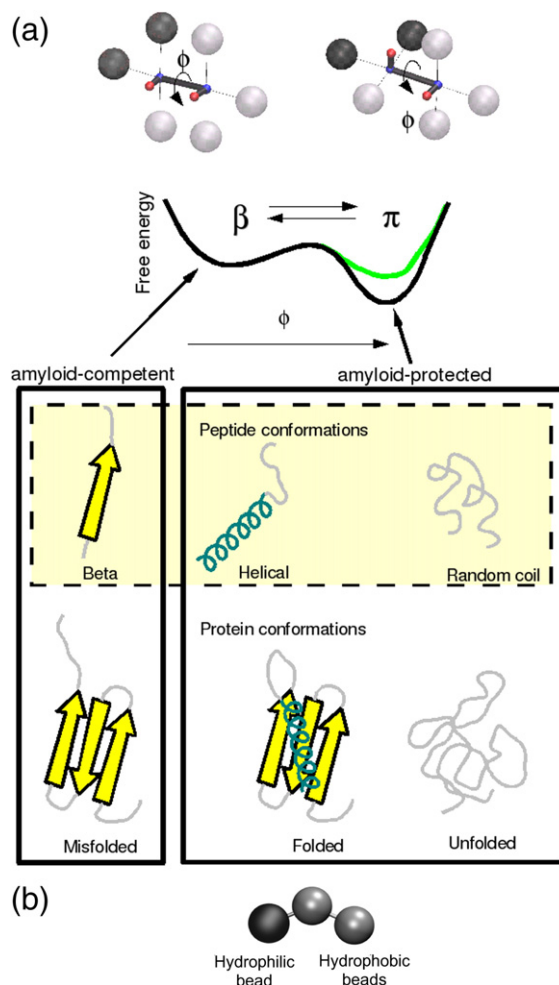 (a)
ϕ
ϕ
Free energy
β
π
ϕ
amyloid-competent
amyloid-protected
Peptide conformations
Beta
Helical
Random coil
Protein conformations
Misfolded
Folded
Unfolded
(b)
Hydrophilic
bead
Hydrophobic
beads